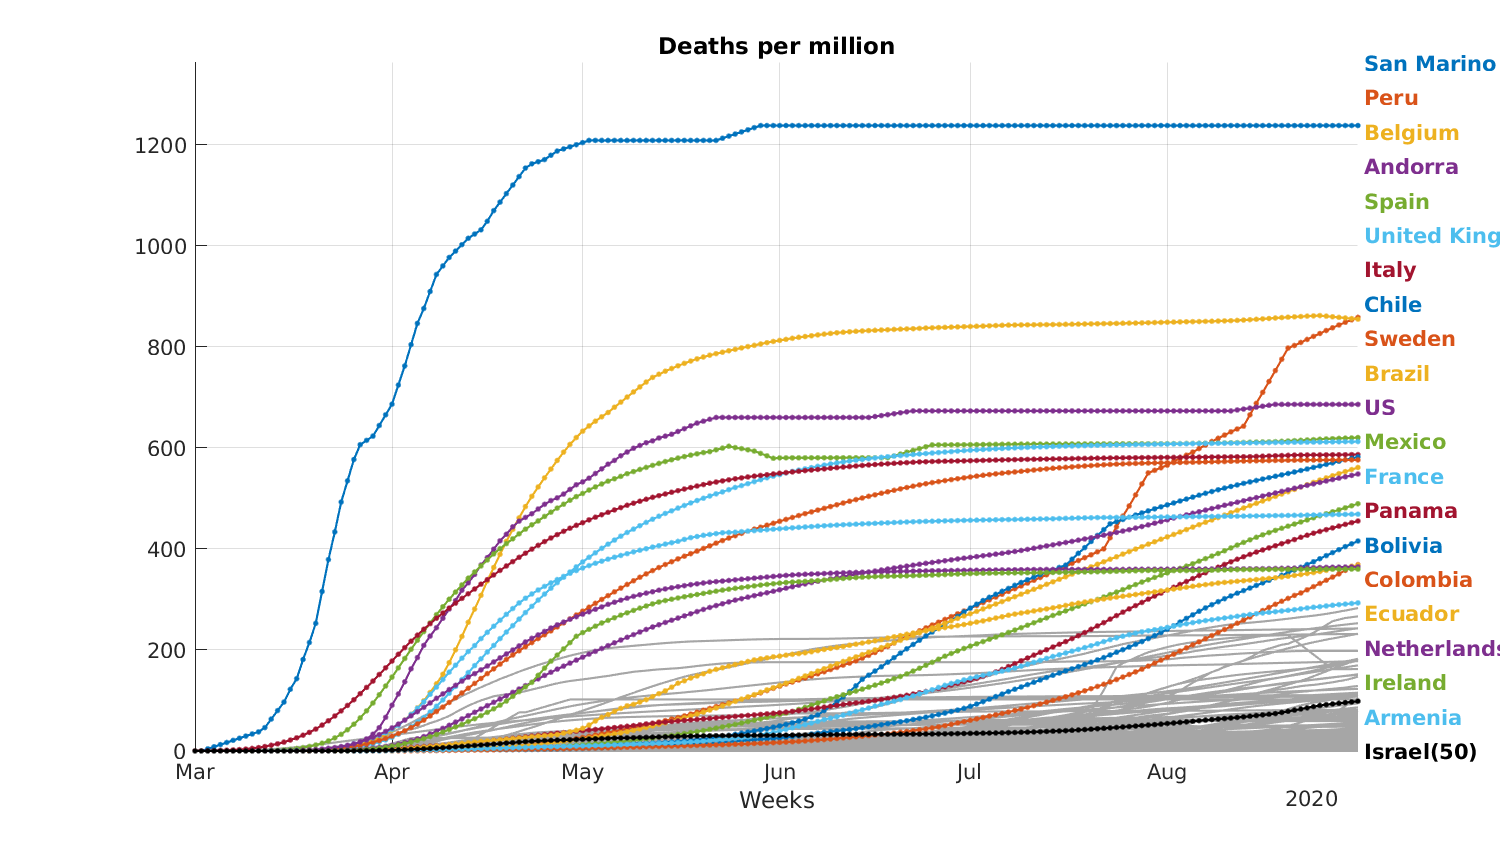 Deaths per million
San Marino
Peru
Belgium
Andorra
Spain
United King
Italy
Chile
Sweden
Brazil
US
Mexico
France
Panama
Bolivia
Colombia
Ecuador
Netherlands
Ireland
Armenia
Israel(50)
1200
1000
800
600
400
200
0
Mar Apr May Jun Jul Aug
Weeks
2020